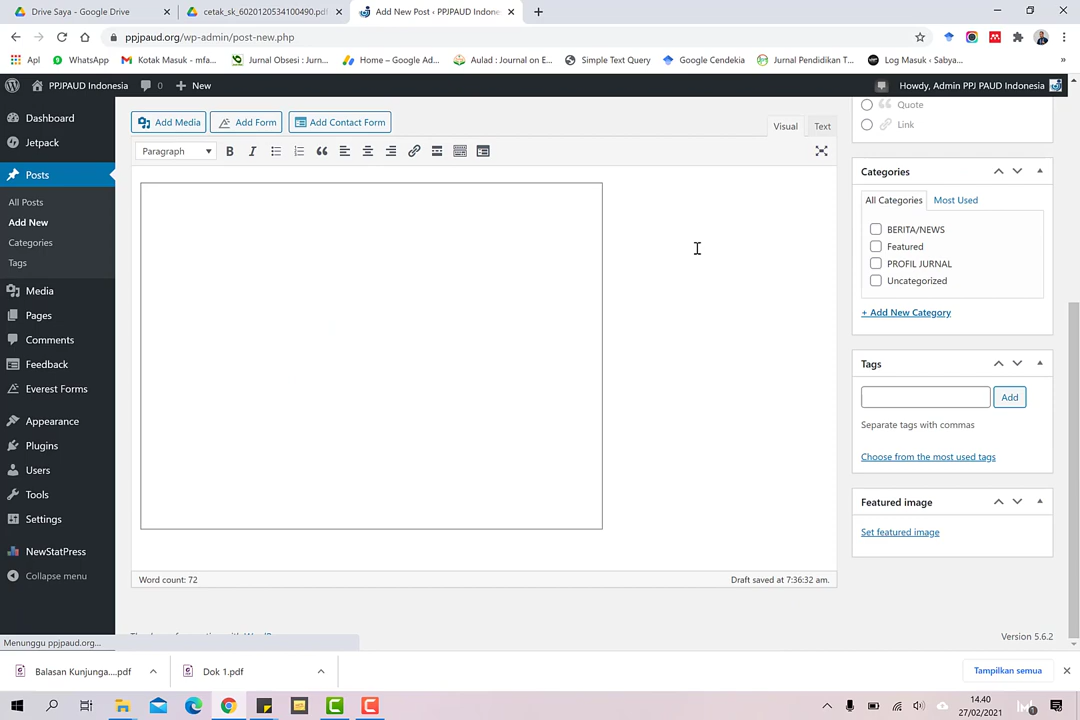 Drive Saya - Google Drive
cetak_sk_6020120534100490.pdf
Add New Post ‹ PPJPAUD Indone
ppjpaud.org/wp-admin/post-new.php
Apl
WhatsApp
Kotak Masuk - mfa...
Jurnal Obsesi : Jurn...
Home – Google Ad...
Aulad : Journal on E...
Simple Text Query
Google Cendekia
Jurnal Pendidikan T...
Log Masuk ‹ Sabya...
»
PPJPAUD Indonesia
0
New
Howdy, Admin PPJ PAUD Indonesia
Dashboard
Jetpack
Posts
All Posts
Add New
Categories
Tags
Media
Pages
Comments
Feedback
Everest Forms
Appearance
Plugins
Users
Tools
Settings
NewStatPress
Collapse menu
Add Media
Add Form
Add Contact Form
Visual
Text
Paragraph
B
I
Word count: 72
Draft saved at 7:36:32 am.
Quote
Link
Categories
All Categories
Most Used
BERITA/NEWS
Featured
PROFIL JURNAL
Uncategorized
+ Add New Category
Tags
Add
Separate tags with commas
Choose from the most used tags
Featured image
Set featured image
Version 5.6.2
Menunggu ppjpaud.org...
Balasan Kunjunga....pdf
Dok 1.pdf
Tampilkan semua
14.40
27/02/2021